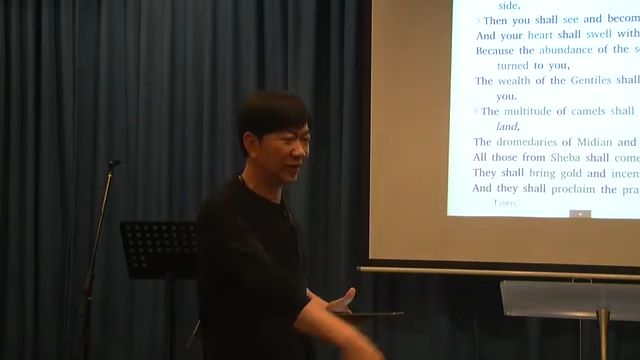 side.
5 Then you shall see and becom
And your heart shall swell with
Because the abundance of the s
turned to you,
The wealth of the Gentiles shall
you.
6 The multitude of camels shall
land,
The dromedaries of Midian and
All those from Sheba shall come
They shall bring gold and incen
And they shall proclaim the pra
LORD.